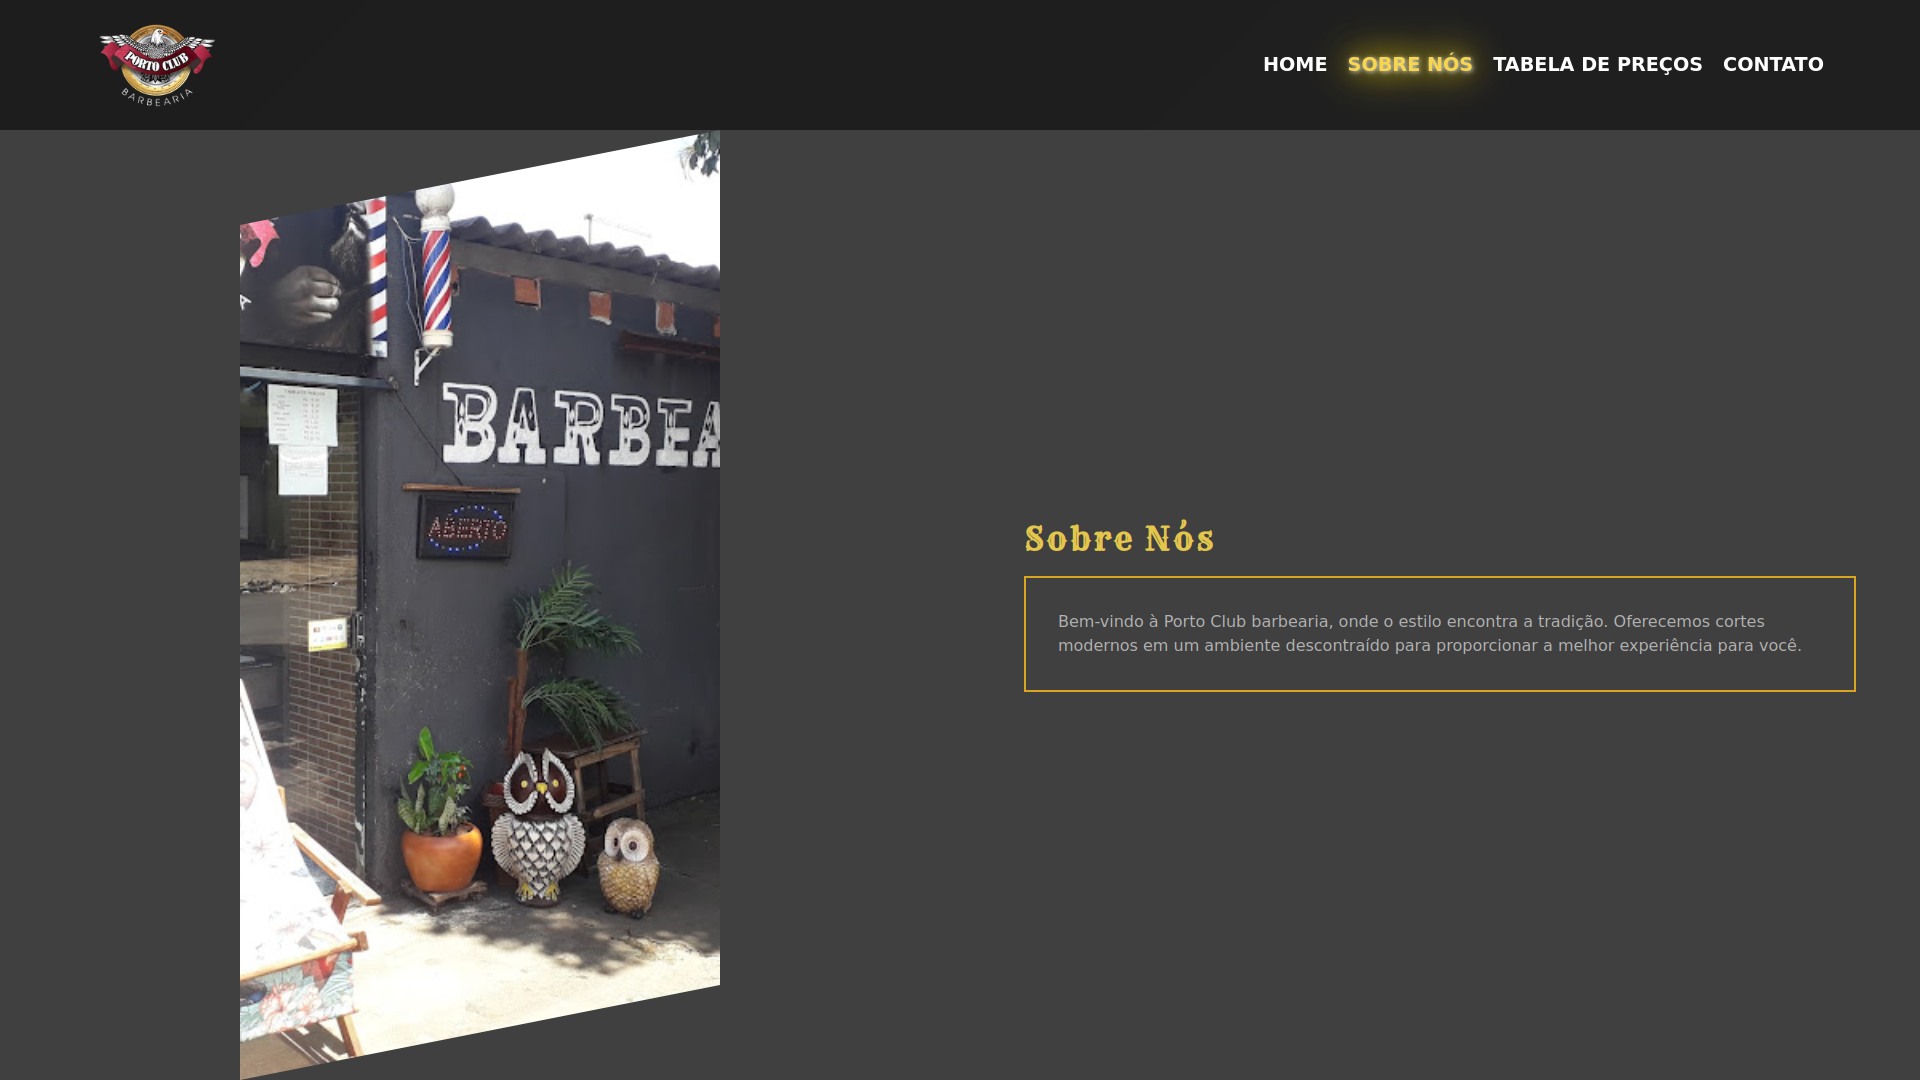 PORTO CLUB
BARBEARIA
HOME SOBRE NÓS TABELA DE PREÇOS CONTATO
BARBEA
ABERTO
Sobre Nós
Bem-vindo à Porto Club barbearia, onde o estilo encontra a tradição. Oferecemos cortes
modernos em um ambiente descontraído para proporcionar a melhor experiência para você.